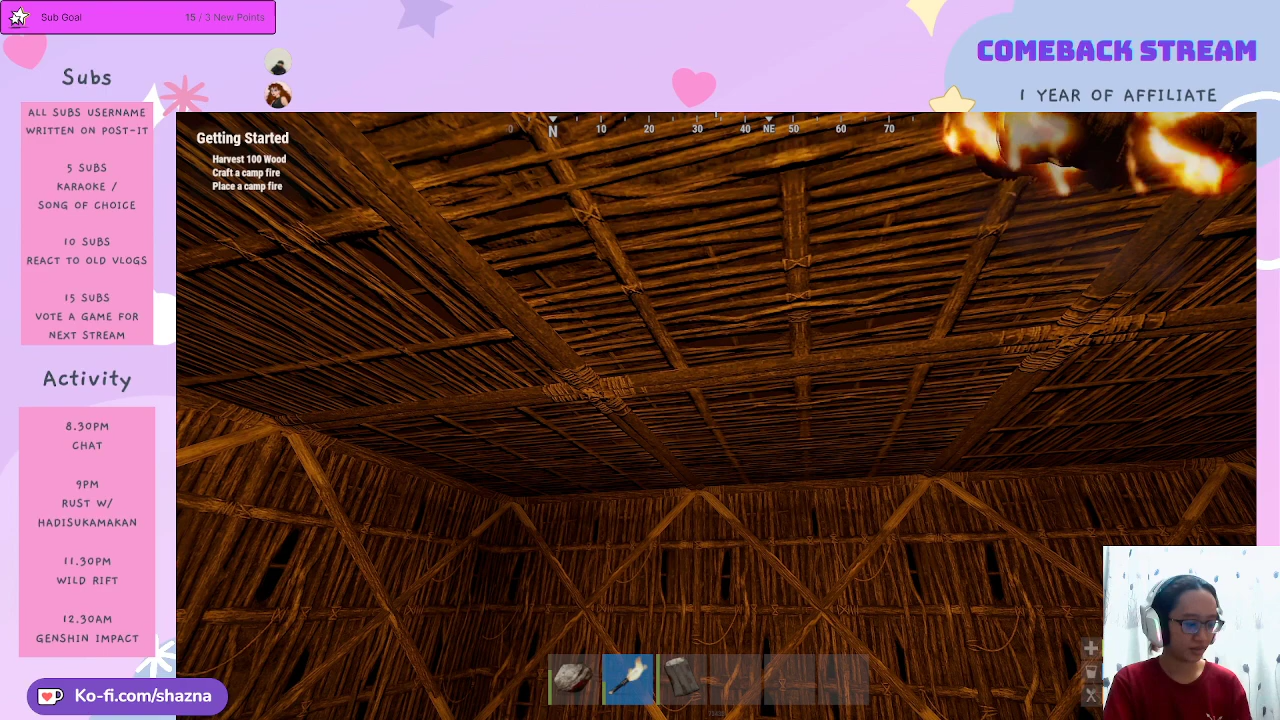 Sub Goal
15 / 3 New Points
COMEBACK STREAM
1 YEAR OF AFFILIATE
Subs
ALL SUBS USERNAME
WRITTEN ON POST-IT
5 SUBS
KARAOKE /
SONG OF CHOICE
10 SUBS
REACT TO OLD VLOGS
15 SUBS
VOTE A GAME FOR
NEXT STREAM
Activity
8.30PM
CHAT
9PM
RUST W/
HADISUKAMAKAN
11.30PM
WILD RIFT
12.30AM
GENSHIN IMPACT
Ko-fi.com/shazna
Getting Started
Harvest 100 Wood
Craft a camp fire
Place a camp fire
0 N 10 20 30 40 NE 50 60 70